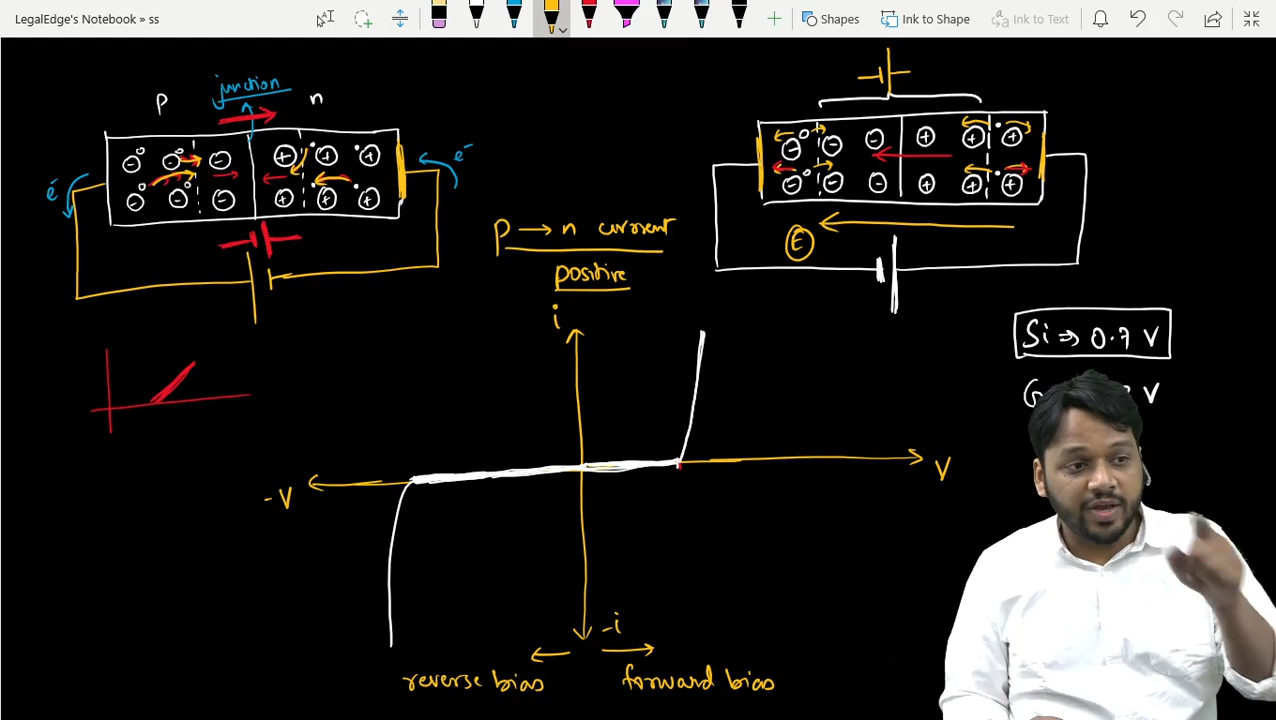 LegalEdge's Notebook » ss
Shapes
Ink to Shape
Ink to Text
junction
p
n
e⁻
e⁻
p → n current
positive
E
Si ⇒ 0.7 V
G
V
i
V
-V
-i
reverse bias
forward bias